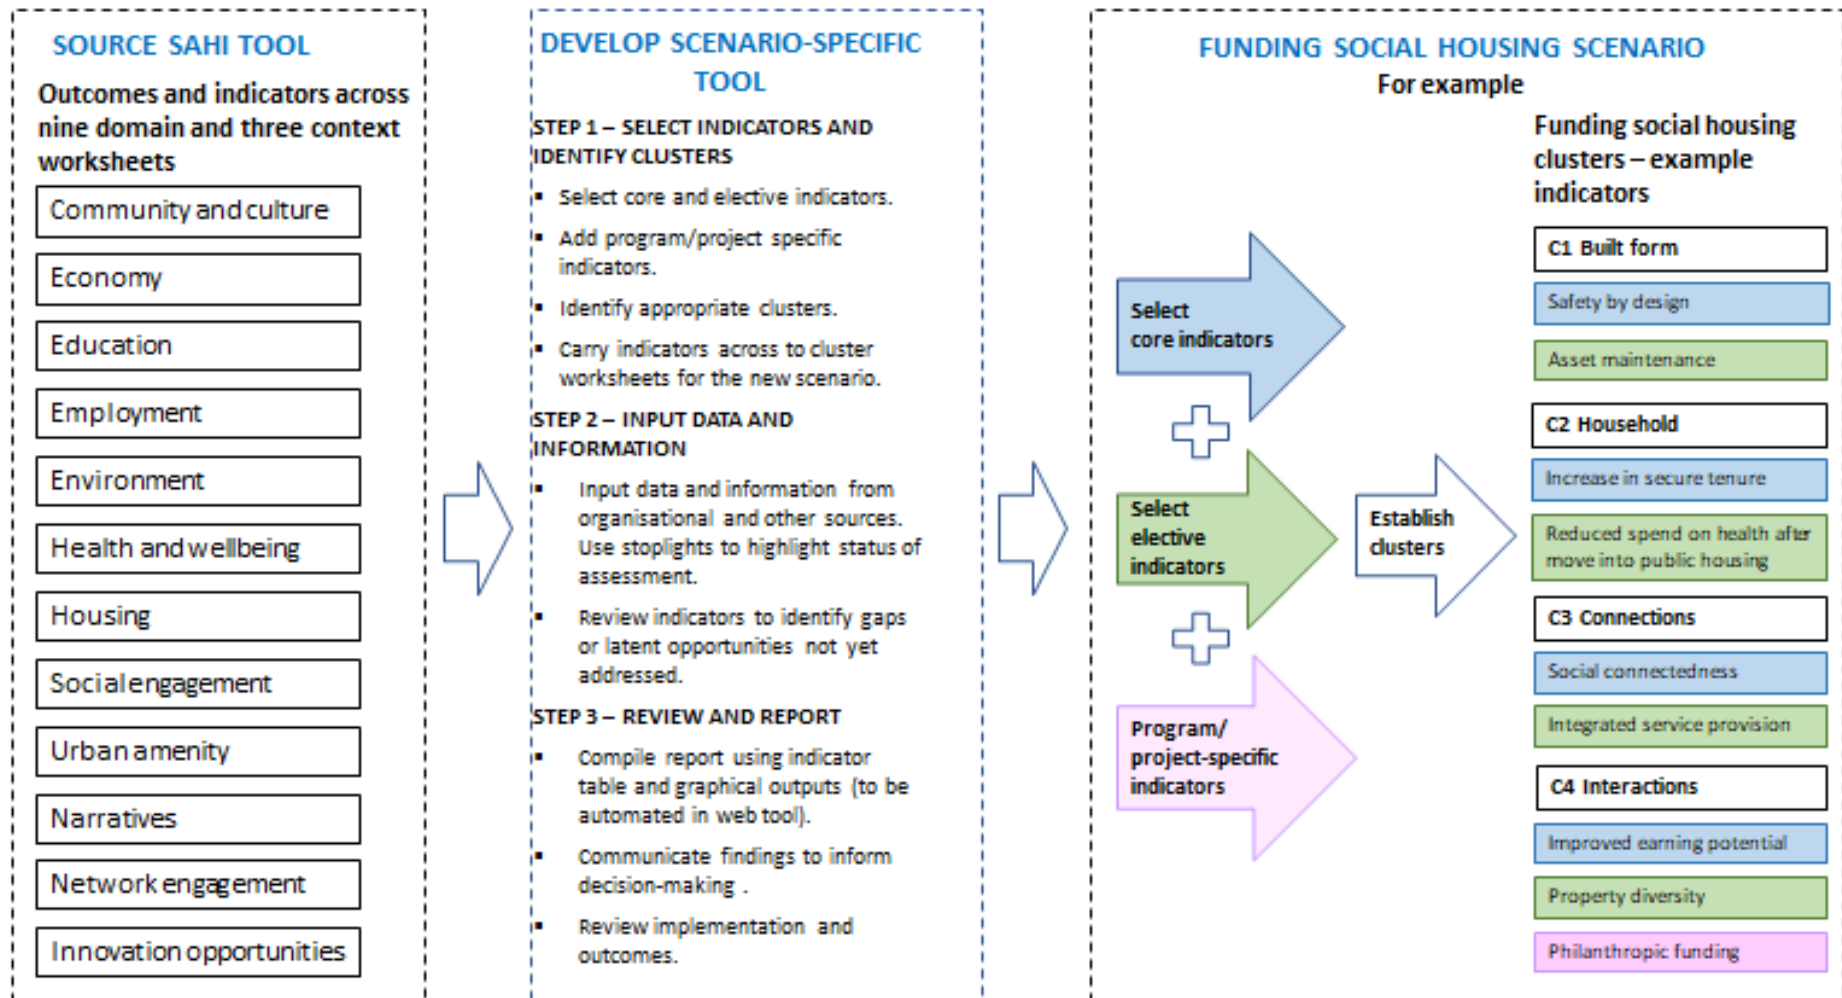 SOURCE SAHI TOOL
Outcomes and indicators across
nine domain and three context
worksheets
Community and culture
Economy
Education
Employment
Environment
Health and wellbeing
Housing
Social engagement
Urban amenity
Narratives
Network engagement
Innovation opportunities
DEVELOP SCENARIO-SPECIFIC
TOOL
STEP 1 – SELECT INDICATORS AND
IDENTIFY CLUSTERS
▪ Select core and elective indicators.
▪ Add program/project specific
indicators.
▪ Identify appropriate clusters.
▪ Carry indicators across to cluster
worksheets for the new scenario.
STEP 2 – INPUT DATA AND
INFORMATION
▪ Input data and information from
organisational and other sources.
Use stoplights to highlight status of
assessment.
▪ Review indicators to identify gaps
or latent opportunities not yet
addressed.
STEP 3 – REVIEW AND REPORT
▪ Compile report using indicator
table and graphical outputs (to be
automated in web tool).
▪ Communicate findings to inform
decision-making .
▪ Review implementation and
outcomes.
FUNDING SOCIAL HOUSING SCENARIO
For example
Select
core indicators
Select
elective
indicators
Program/
project-specific
indicators
Establish
clusters
Funding social housing
clusters – example
indicators
C1 Built form
Safety by design
Asset maintenance
C2 Household
Increase in secure tenure
Reduced spend on health after
move into public housing
C3 Connections
Social connectedness
Integrated service provision
C4 Interactions
Improved earning potential
Property diversity
Philanthropic funding